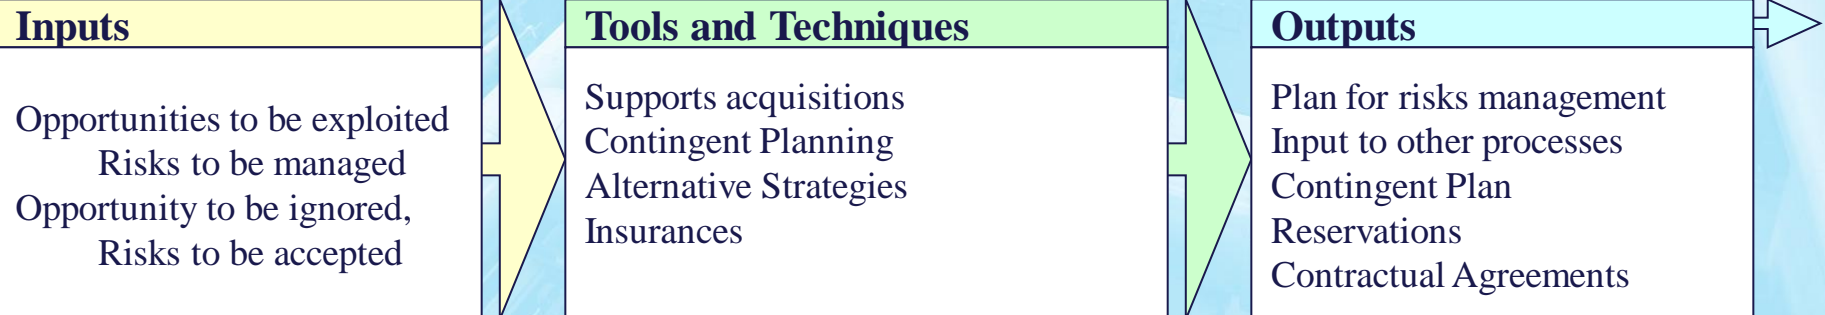 Inputs
Opportunities to be exploited
Risks to be managed
Opportunity to be ignored,
Risks to be accepted
Tools and Techniques
Supports acquisitions
Contingent Planning
Alternative Strategies
Insurances
Outputs
Plan for risks management
Input to other processes
Contingent Plan
Reservations
Contractual Agreements